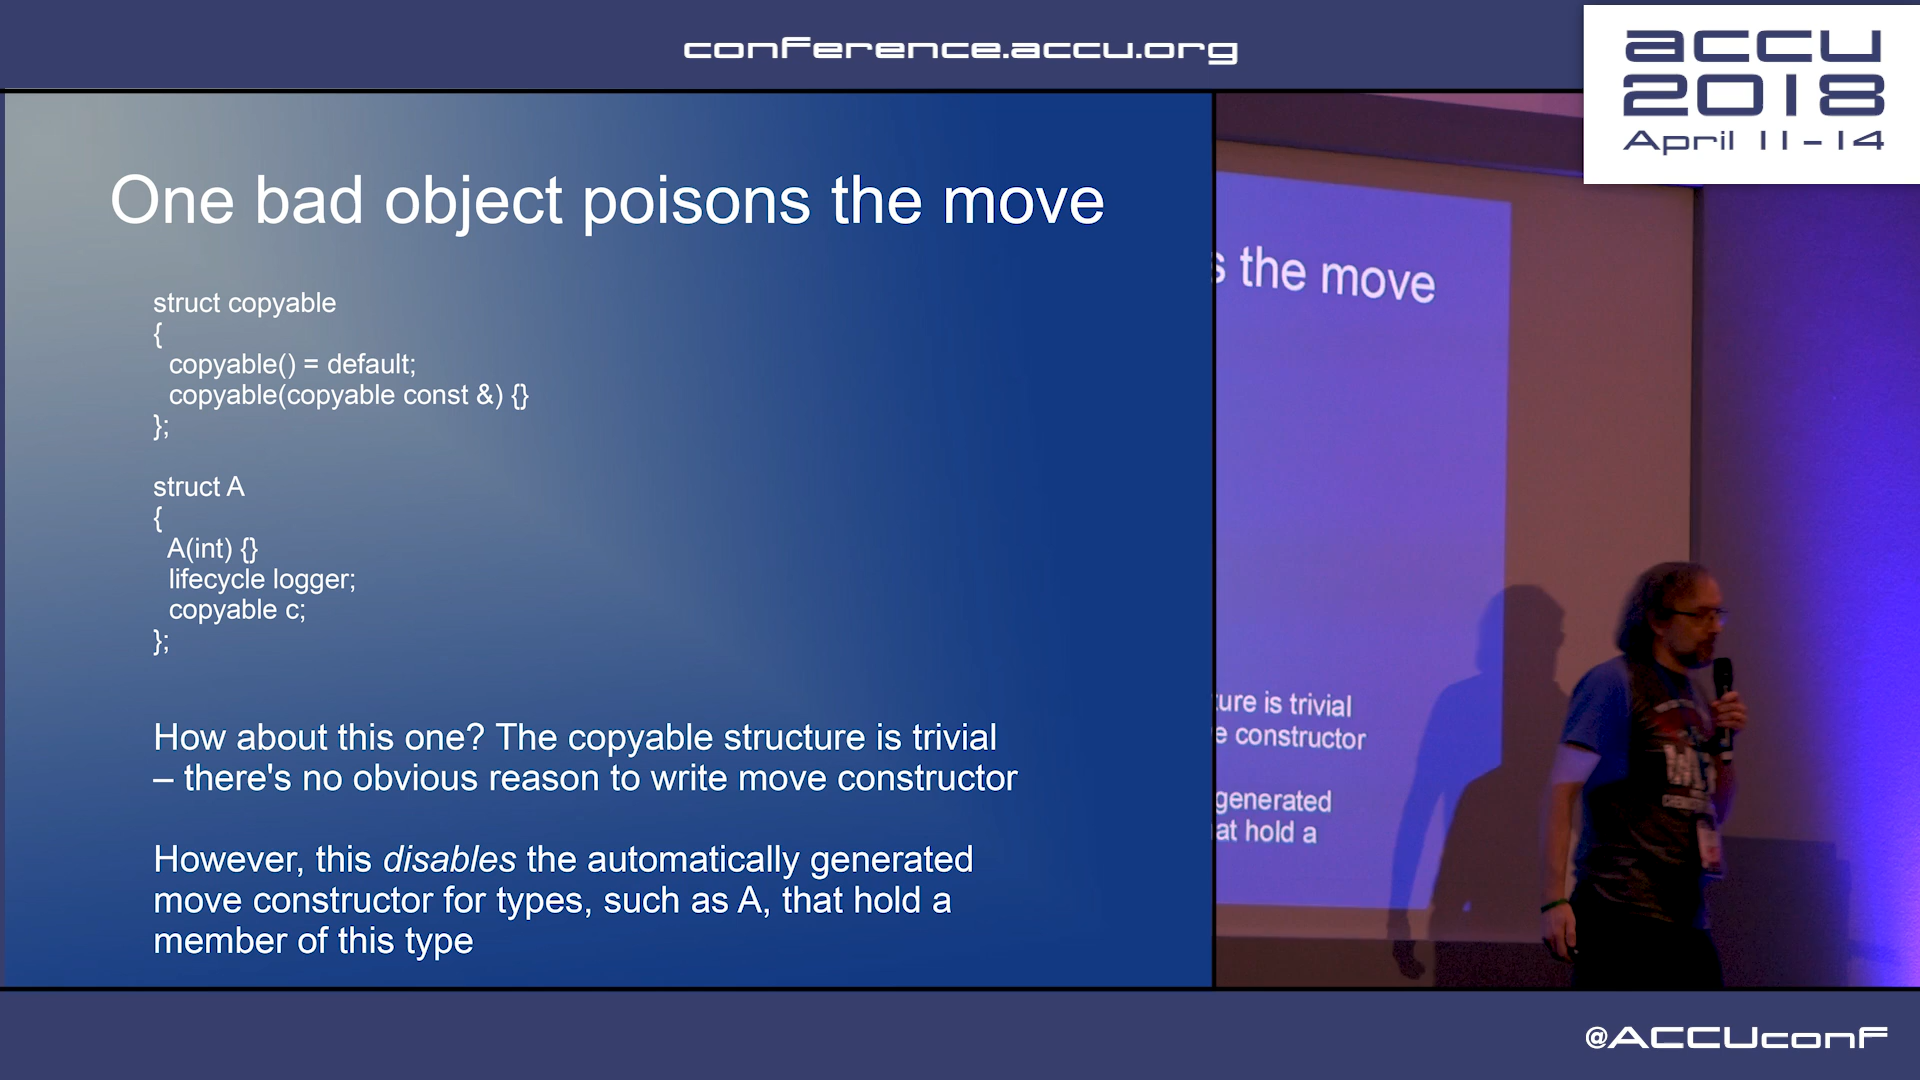 conference.accu.org
accu
2018
April 11-14
One bad object poisons the move
struct copyable
{
copyable() = default;
copyable(copyable const &) {}
};
struct A
{
A(int) {}
lifecycle logger;
copyable c;
};
How about this one? The copyable structure is trivial
– there's no obvious reason to write move constructor
However, this disables the automatically generated
move constructor for types, such as A, that hold a
member of this type
s the move
ure is trivial
e constructor
generated
at hold a
@ACCUconf